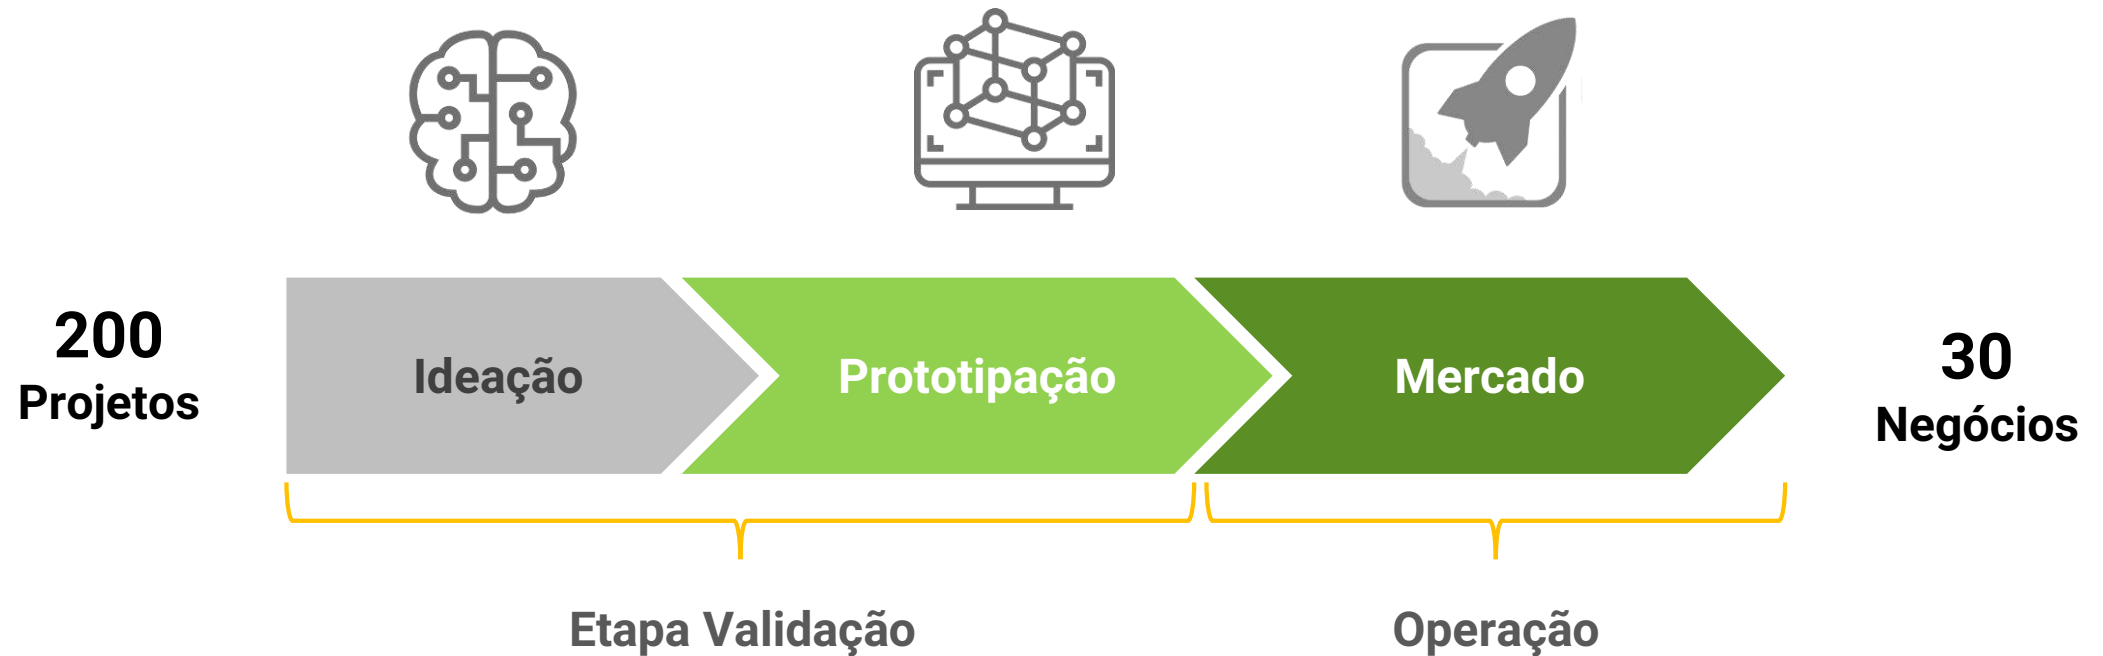 200
Projetos
Ideação
Prototipação
Mercado
30
Negócios
Etapa Validação
Operação